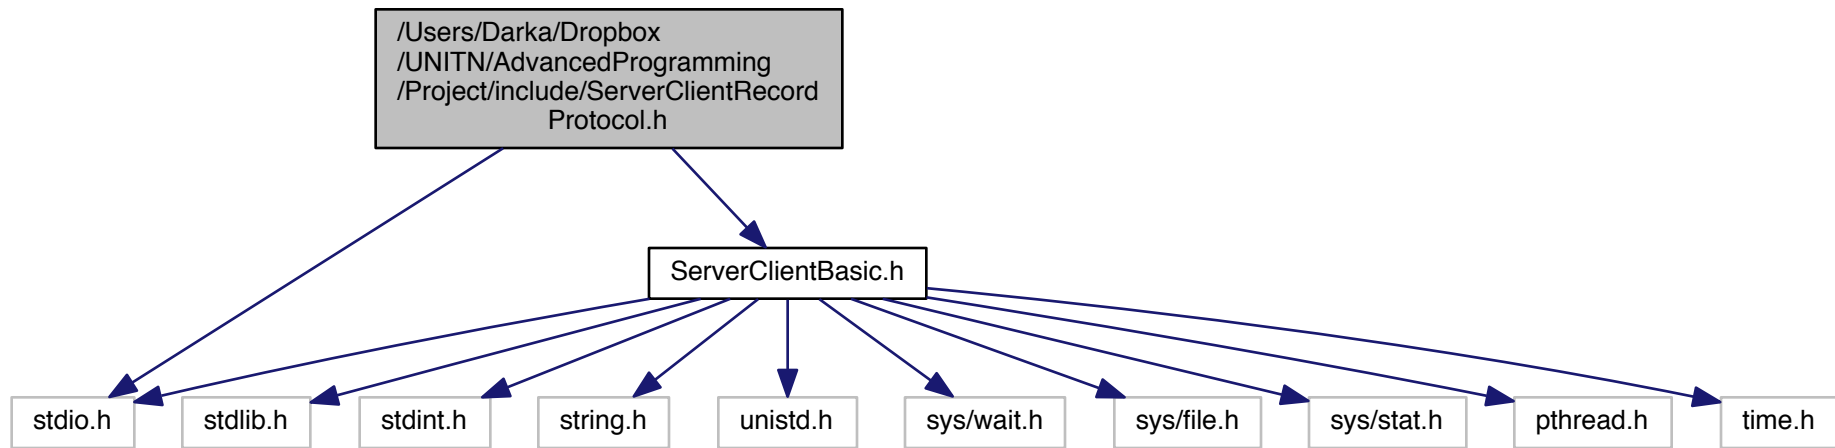 /Users/Darka/Dropbox
/UNITN/AdvancedProgramming
/Project/include/ServerClientRecord
Protocol.h
ServerClientBasic.h
stdio.h
stdlib.h
stdint.h
string.h
unistd.h
sys/wait.h
sys/file.h
sys/stat.h
pthread.h
time.h